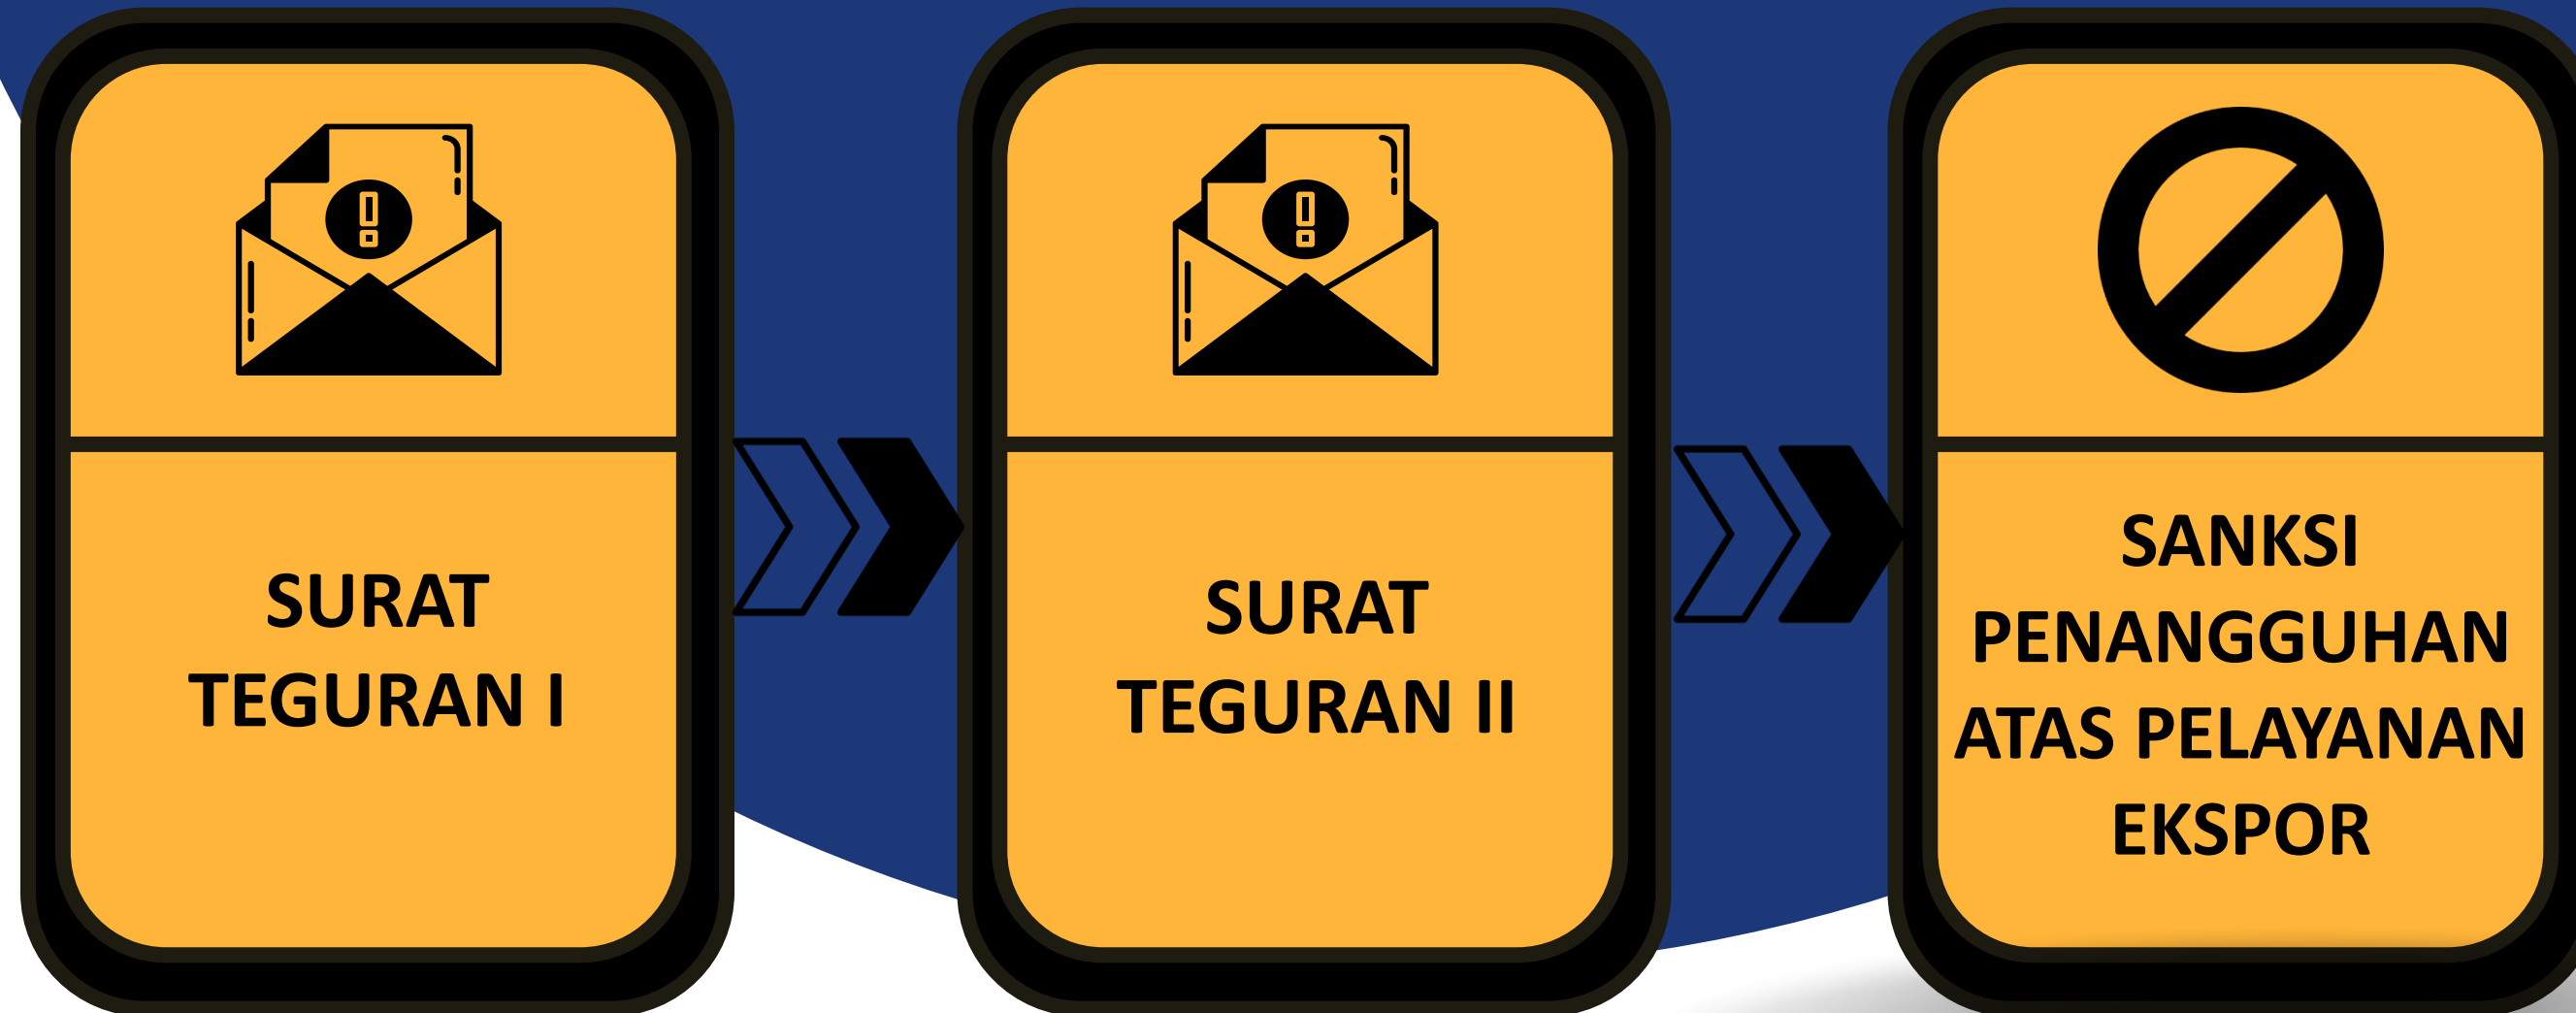 SURAT
TEGURAN I
SURAT
TEGURAN II
SANKSI
PENANGGUHAN
ATAS PELAYANAN
EKSPOR